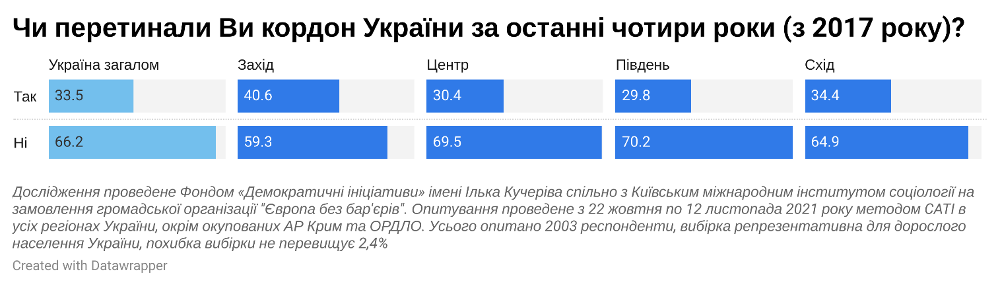 Чи перетинали Ви кордон України за останні чотири роки (з 2017 року)?
Україна загалом Захід Центр Південь Схід
Так 33.5 40.6 30.4 29.8 34.4
Ні 66.2 59.3 69.5 70.2 64.9
Дослідження проведене Фондом «Демократичні ініціативи» імені Ілька Кучеріва спільно з Київським міжнародним інститутом соціології на
замовлення громадської організації "Європа без бар'єрів". Опитування проведене з 22 жовтня по 12 листопада 2021 року методом CATI в
усіх регіонах України, окрім окупованих АР Крим та ОРДЛО. Усього опитано 2003 респонденти, вибірка репрезентативна для дорослого
населення України, похибка вибірки не перевищує 2,4%
Created with Datawrapper